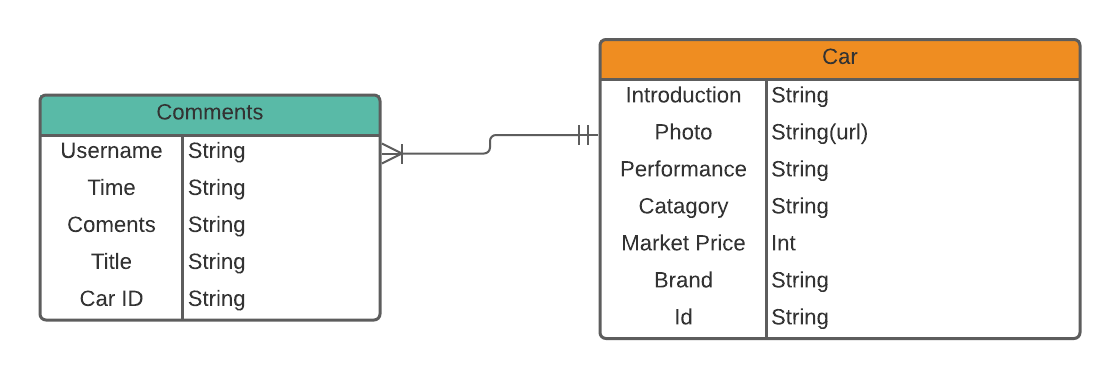 Comments
Username String
Time String
Coments String
Title String
Car ID String
Car
Introduction String
Photo String(url)
Performance String
Catagory String
Market Price Int
Brand String
Id String